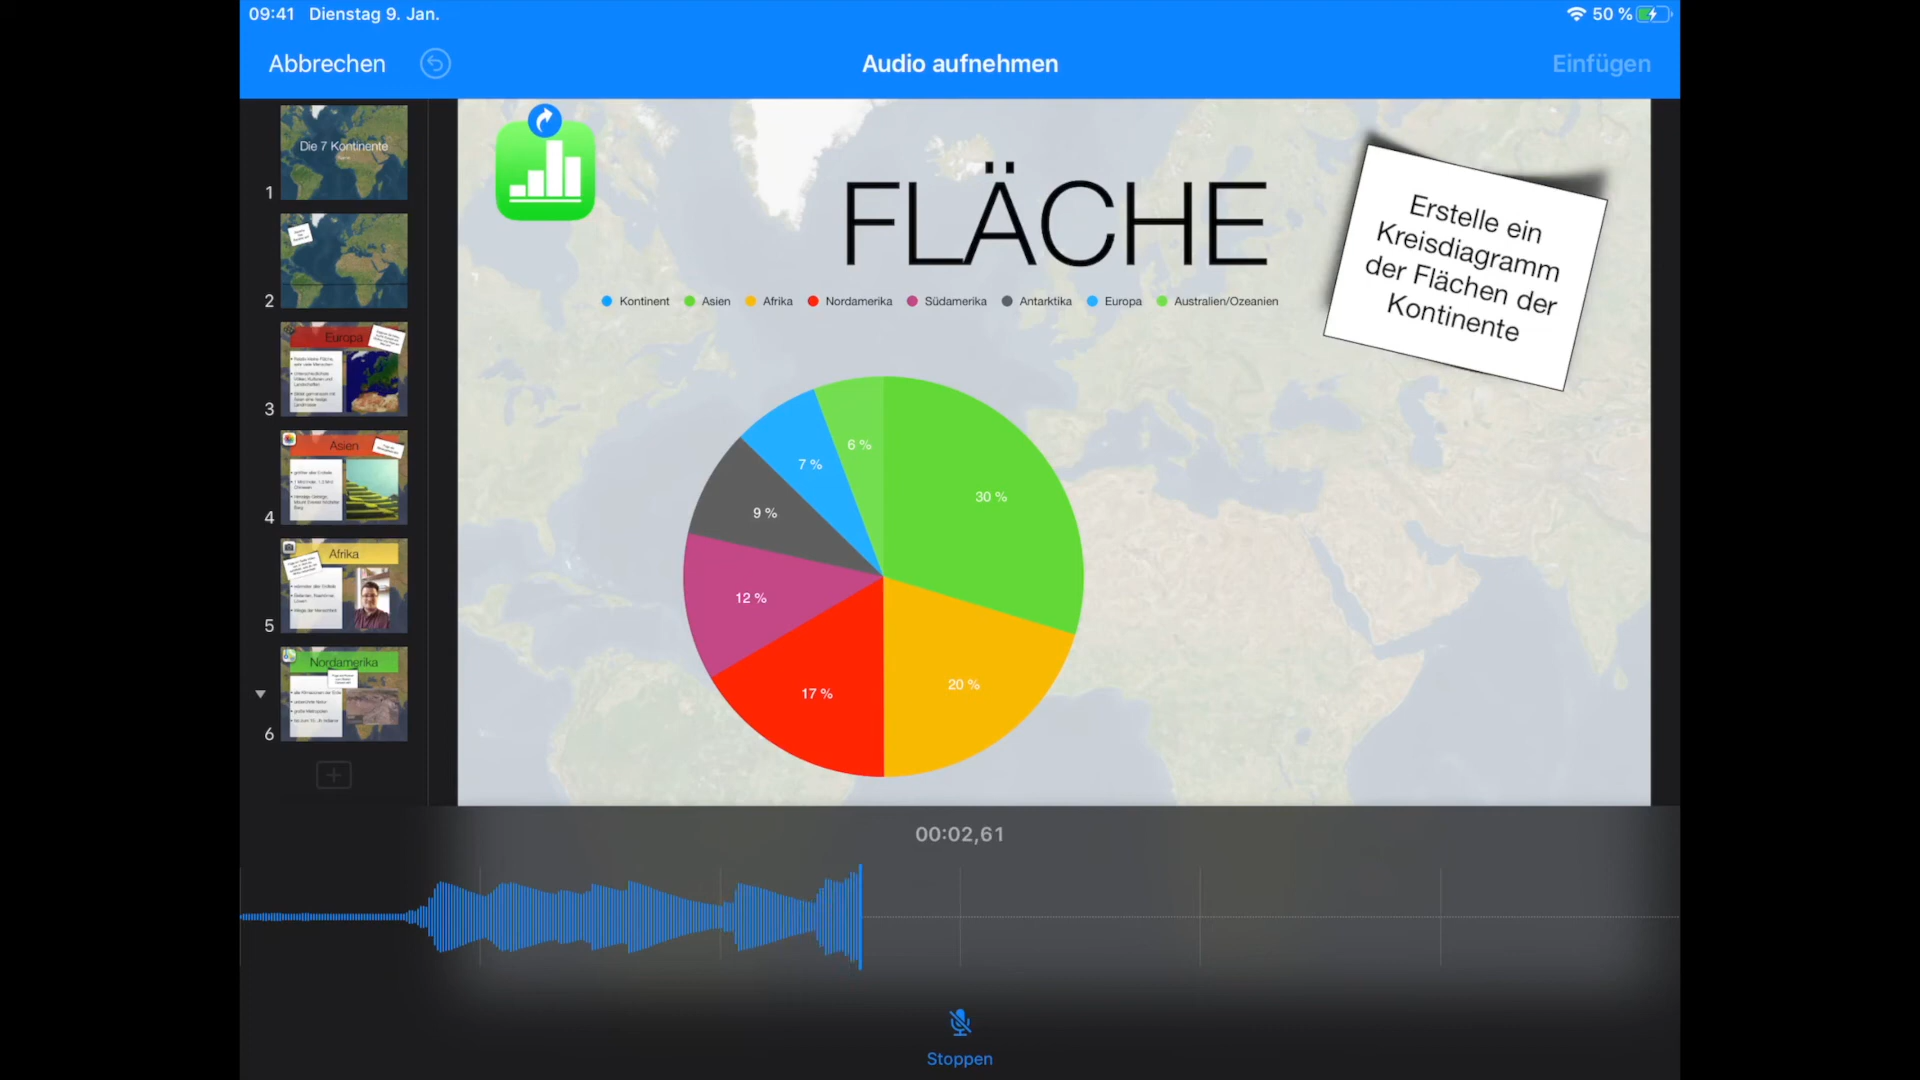 09:41 Dienstag 9. Jan.
50 %
Abbrechen
Audio aufnehmen
Einfügen
Die 7 Kontinente
1
2
Europa
3
Asien
4
Afrika
5
Nordamerika
6
FLÄCHE
Erstelle ein
Kreisdiagramm
der Flächen der
Kontinente
Kontinent Asien Afrika Nordamerika Südamerika Antarktika Europa Australien/Ozeanien
6 %
7 %
30 %
9 %
12 %
20 %
17 %
00:02,61
Stoppen